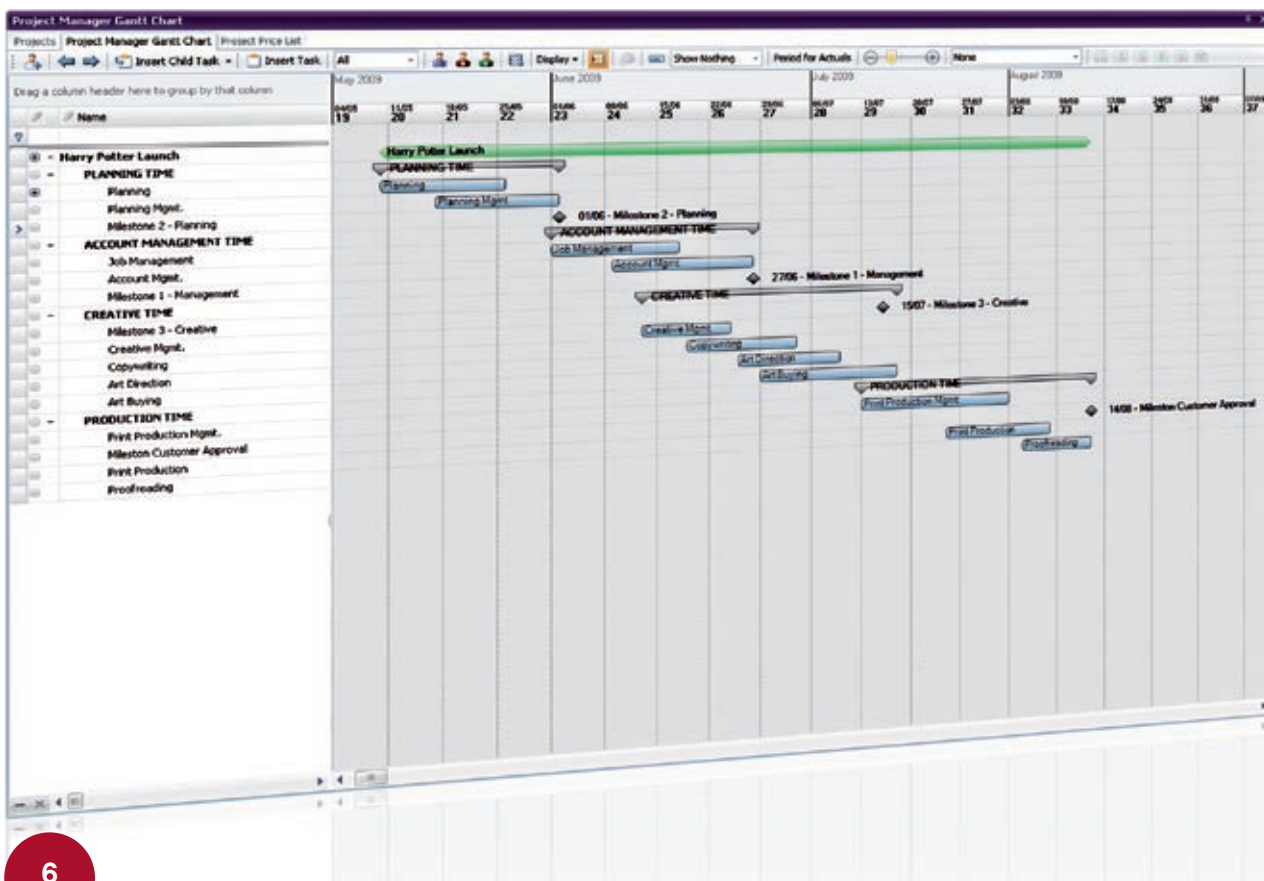 Project Manager Gantt Chart
Projects Project Manager Gantt Chart Project Price List
Insert Child Task Insert Task All Display Show Nothing Period for Actuals None
Drag a column header here to group by that column
May 2009 June 2009 July 2009 August 2009
Name
19 20 21 22 23 24 25 26 27 28 29 30 31 32 33 34 35 36 37
Harry Potter Launch Harry Potter Launch
PLANNING TIME PLANNING TIME
Planning Planning
Planning Mgmt. Planning Mgmt
Milestone 2 - Planning 01/06 - Milestone 2 - Planning
ACCOUNT MANAGEMENT TIME ACCOUNT MANAGEMENT TIME
Job Management Job Management
Account Mgmt. Account Mgmt
Milestone 1 - Management 27/06 - Milestone 1 - Management
CREATIVE TIME CREATIVE TIME
Milestone 3 - Creative 15/07 - Milestone 3 - Creative
Creative Mgmt. Creative Mgmt
Copywriting Copywriting
Art Direction Art Direction
Art Buying Art Buying
PRODUCTION TIME PRODUCTION TIME
Print Production Mgmt. Print Production Mgmt
Mileston Customer Approval 14/08 - Mileston Customer Approval
Print Production Print Production
Proofreading Proofreading
6